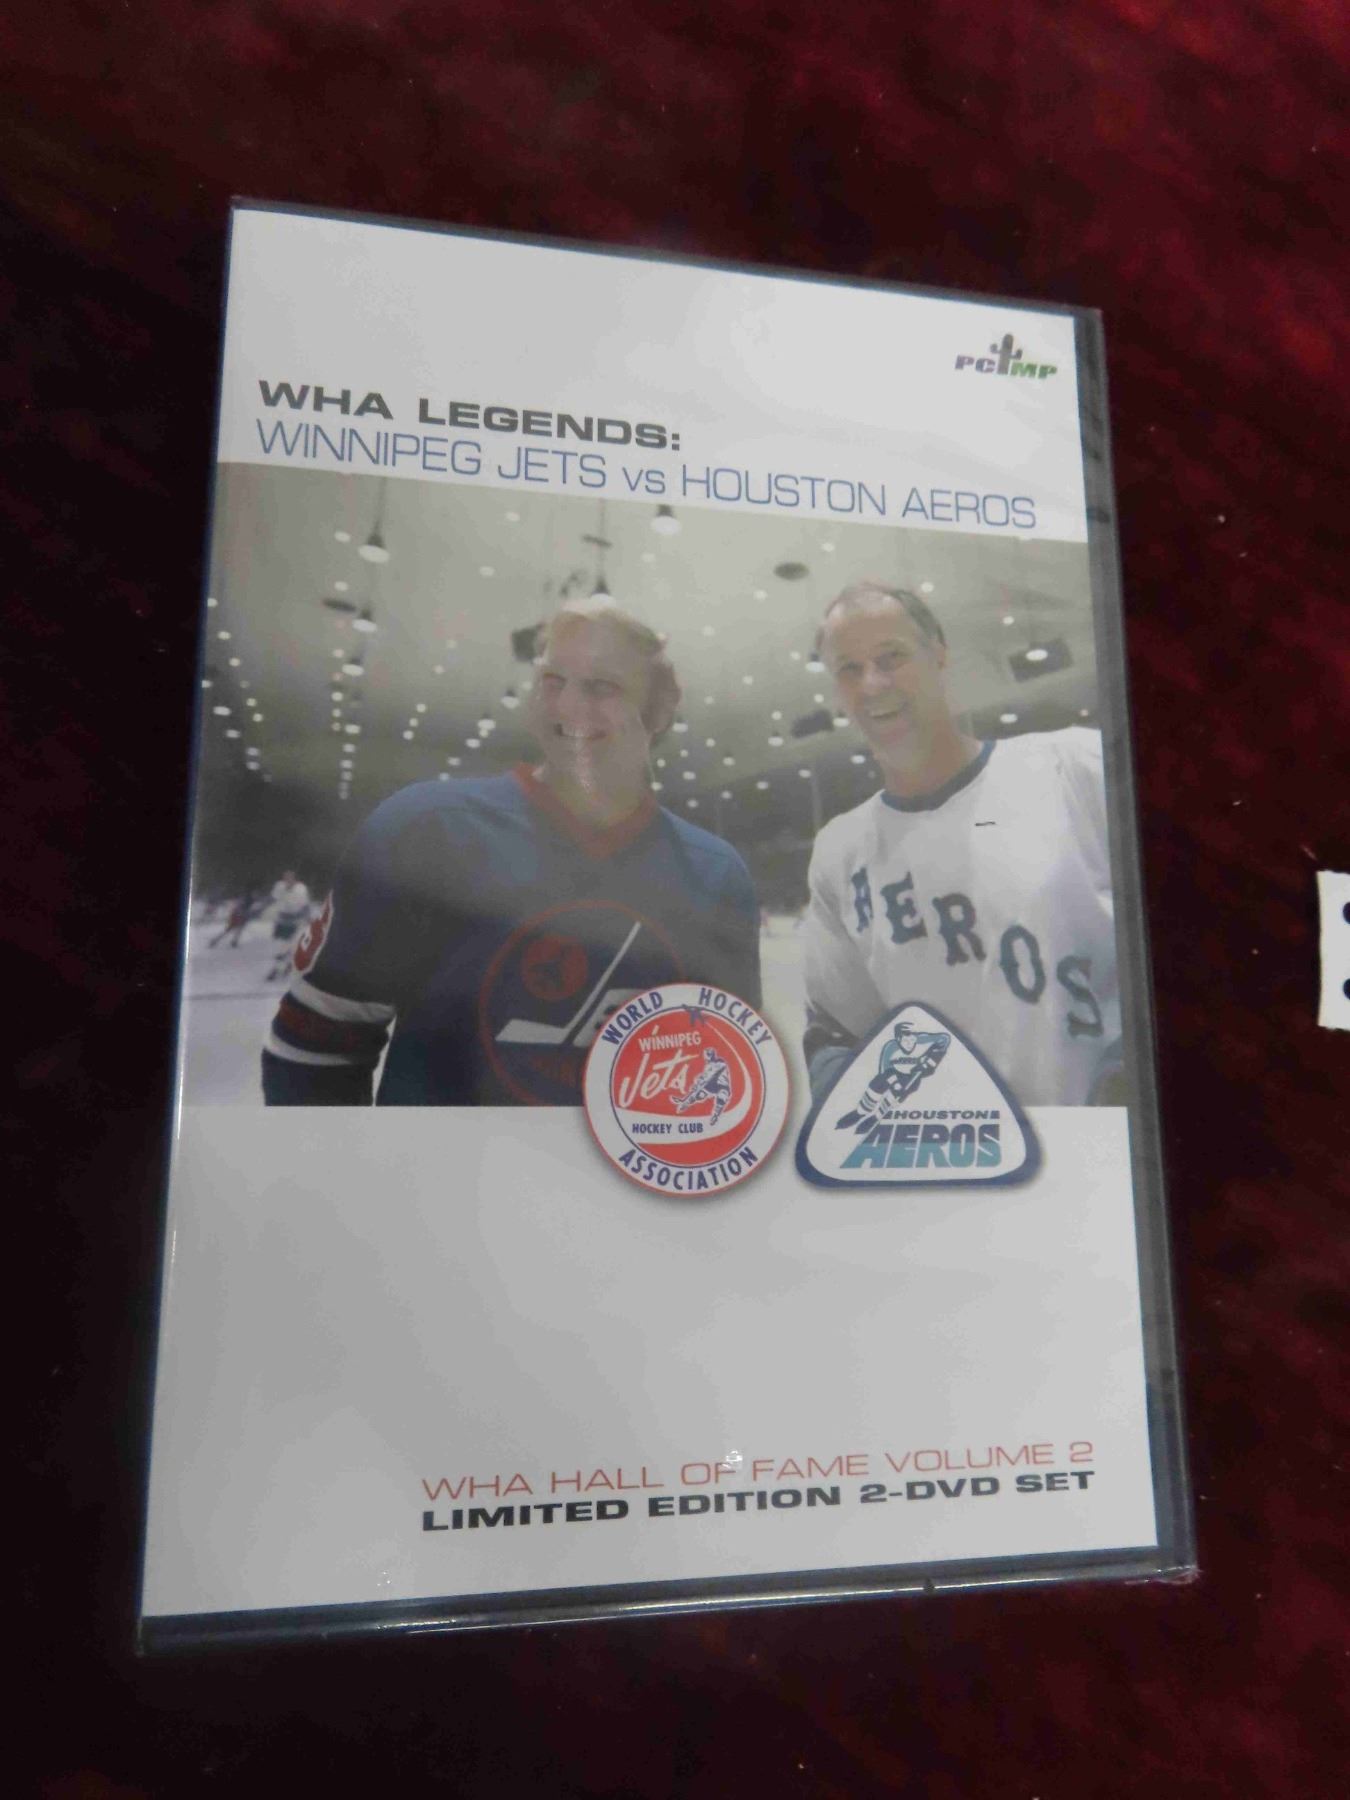 PCMP
WHA LEGENDS:
WINNIPEG JETS vs HOUSTON AEROS
AEROS
WORLD HOCKEY
WINNIPEG
Jets
HOCKEY CLUB
ASSOCIATION
HOUSTON
AEROS
WHA HALL OF FAME VOLUME 2
LIMITED EDITION 2-DVD SET